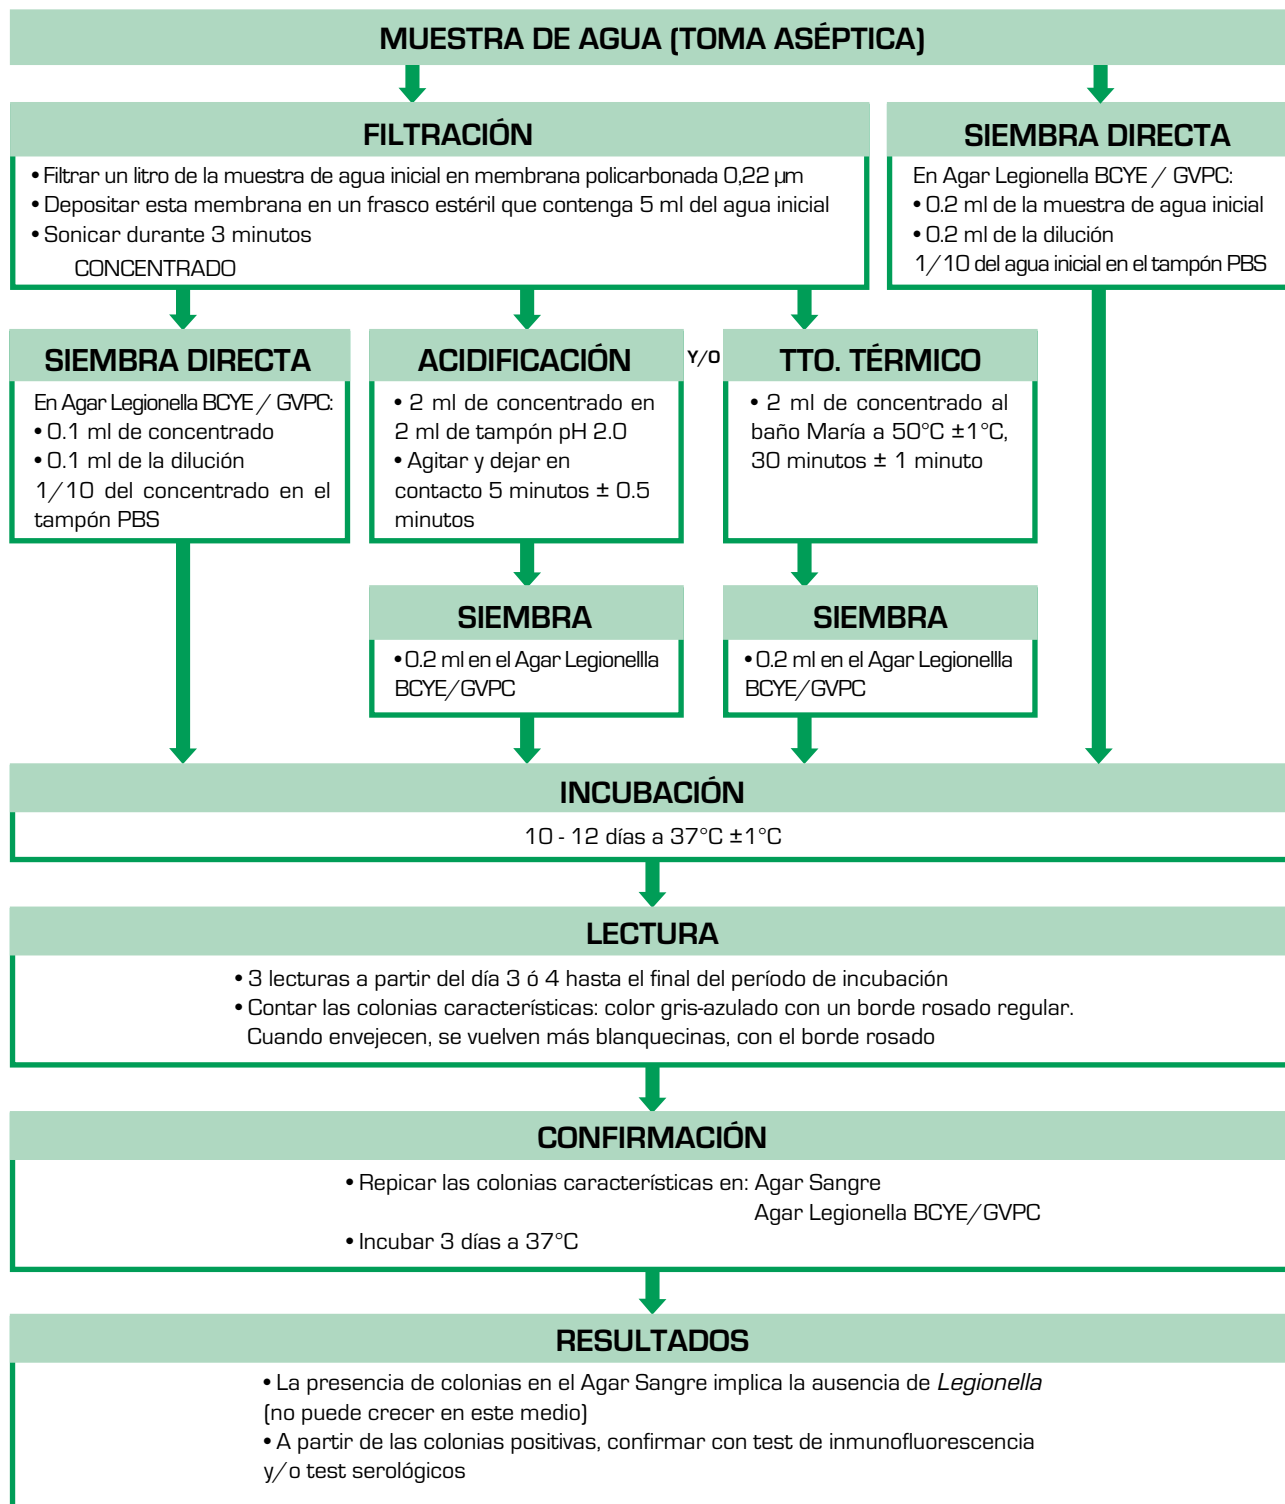 MUESTRA DE AGUA (TOMA ASÉPTICA)
FILTRACIÓN
• Filtrar un litro de la muestra de agua inicial en membrana policarbonada 0,22 µm
• Depositar esta membrana en un frasco estéril que contenga 5 ml del agua inicial
• Sonicar durante 3 minutos
CONCENTRADO
SIEMBRA DIRECTA
En Agar Legionella BCYE / GVPC:
• 0.2 ml de la muestra de agua inicial
• 0.2 ml de la dilución
1/10 del agua inicial en el tampón PBS
SIEMBRA DIRECTA
En Agar Legionella BCYE / GVPC:
• 0.1 ml de concentrado
• 0.1 ml de la dilución
1/10 del concentrado en el
tampón PBS
ACIDIFICACIÓN
• 2 ml de concentrado en
2 ml de tampón pH 2.0
• Agitar y dejar en
contacto 5 minutos ± 0.5
minutos
Y/O
TTO. TÉRMICO
• 2 ml de concentrado al
baño María a 50°C ±1°C,
30 minutos ± 1 minuto
SIEMBRA
• 0.2 ml en el Agar Legionellla
BCYE/GVPC
SIEMBRA
• 0.2 ml en el Agar Legionellla
BCYE/GVPC
INCUBACIÓN
10 - 12 días a 37°C ±1°C
LECTURA
• 3 lecturas a partir del día 3 ó 4 hasta el final del período de incubación
• Contar las colonias características: color gris-azulado con un borde rosado regular.
Cuando envejecen, se vuelven más blanquecinas, con el borde rosado
CONFIRMACIÓN
• Repicar las colonias características en: Agar Sangre
Agar Legionella BCYE/GVPC
• Incubar 3 días a 37°C
RESULTADOS
• La presencia de colonias en el Agar Sangre implica la ausencia de Legionella
(no puede crecer en este medio)
• A partir de las colonias positivas, confirmar con test de inmunofluorescencia
y/o test serológicos